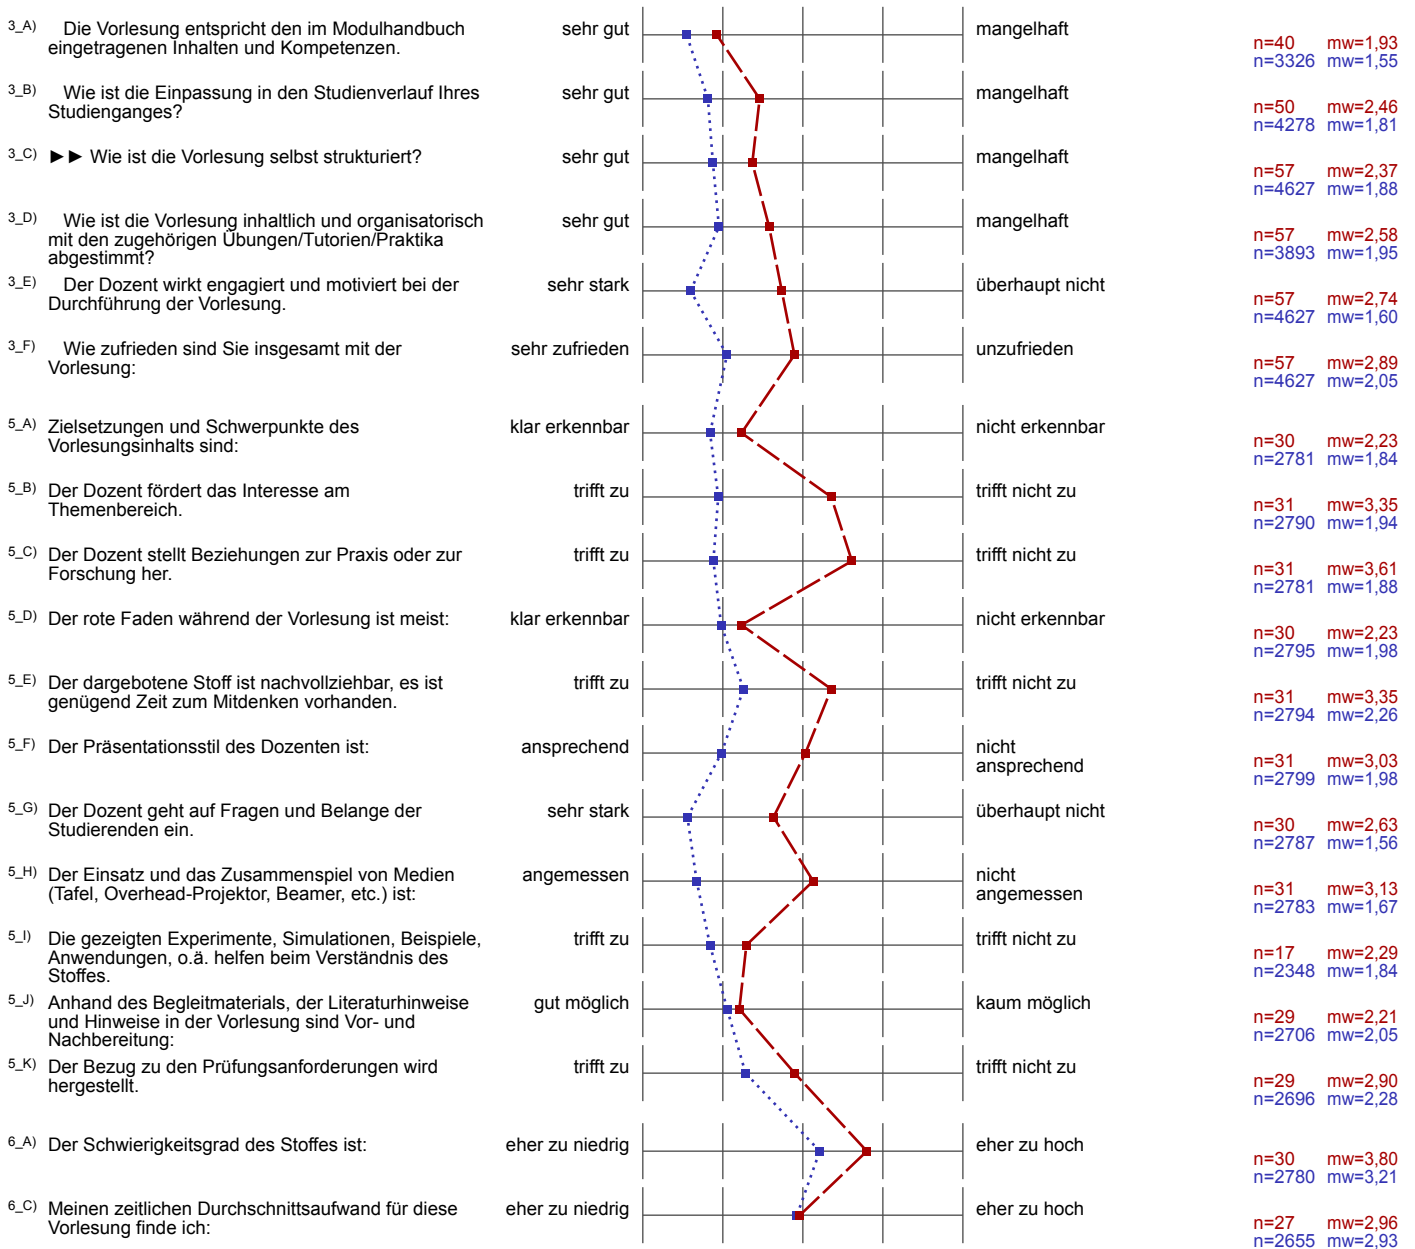 3_A) Die Vorlesung entspricht den im Modulhandbuch
eingetragenen Inhalten und Kompetenzen.
sehr gut
mangelhaft
n=40 mw=1,93
n=3326 mw=1,55
3_B) Wie ist die Einpassung in den Studienverlauf Ihres
Studienganges?
sehr gut
mangelhaft
n=50 mw=2,46
n=4278 mw=1,81
3_C) ►► Wie ist die Vorlesung selbst strukturiert?
sehr gut
mangelhaft
n=57 mw=2,37
n=4627 mw=1,88
3_D) Wie ist die Vorlesung inhaltlich und organisatorisch
mit den zugehörigen Übungen/Tutorien/Praktika
abgestimmt?
sehr gut
mangelhaft
n=57 mw=2,58
n=3893 mw=1,95
3_E) Der Dozent wirkt engagiert und motiviert bei der
Durchführung der Vorlesung.
sehr stark
überhaupt nicht
n=57 mw=2,74
n=4627 mw=1,60
3_F) Wie zufrieden sind Sie insgesamt mit der
Vorlesung:
sehr zufrieden
unzufrieden
n=57 mw=2,89
n=4627 mw=2,05
5_A) Zielsetzungen und Schwerpunkte des
Vorlesungsinhalts sind:
klar erkennbar
nicht erkennbar
n=30 mw=2,23
n=2781 mw=1,84
5_B) Der Dozent fördert das Interesse am
Themenbereich.
trifft zu
trifft nicht zu
n=31 mw=3,35
n=2790 mw=1,94
5_C) Der Dozent stellt Beziehungen zur Praxis oder zur
Forschung her.
trifft zu
trifft nicht zu
n=31 mw=3,61
n=2781 mw=1,88
5_D) Der rote Faden während der Vorlesung ist meist:
klar erkennbar
nicht erkennbar
n=30 mw=2,23
n=2795 mw=1,98
5_E) Der dargebotene Stoff ist nachvollziehbar, es ist
genügend Zeit zum Mitdenken vorhanden.
trifft zu
trifft nicht zu
n=31 mw=3,35
n=2794 mw=2,26
5_F) Der Präsentationsstil des Dozenten ist:
ansprechend
nicht
ansprechend
n=31 mw=3,03
n=2799 mw=1,98
5_G) Der Dozent geht auf Fragen und Belange der
Studierenden ein.
sehr stark
überhaupt nicht
n=30 mw=2,63
n=2787 mw=1,56
5_H) Der Einsatz und das Zusammenspiel von Medien
(Tafel, Overhead-Projektor, Beamer, etc.) ist:
angemessen
nicht
angemessen
n=31 mw=3,13
n=2783 mw=1,67
5_I) Die gezeigten Experimente, Simulationen, Beispiele,
Anwendungen, o.ä. helfen beim Verständnis des
Stoffes.
trifft zu
trifft nicht zu
n=17 mw=2,29
n=2348 mw=1,84
5_J) Anhand des Begleitmaterials, der Literaturhinweise
und Hinweise in der Vorlesung sind Vor- und
Nachbereitung:
gut möglich
kaum möglich
n=29 mw=2,21
n=2706 mw=2,05
5_K) Der Bezug zu den Prüfungsanforderungen wird
hergestellt.
trifft zu
trifft nicht zu
n=29 mw=2,90
n=2696 mw=2,28
6_A) Der Schwierigkeitsgrad des Stoffes ist:
eher zu niedrig
eher zu hoch
n=30 mw=3,80
n=2780 mw=3,21
6_C) Meinen zeitlichen Durchschnittsaufwand für diese
Vorlesung finde ich:
eher zu niedrig
eher zu hoch
n=27 mw=2,96
n=2655 mw=2,93